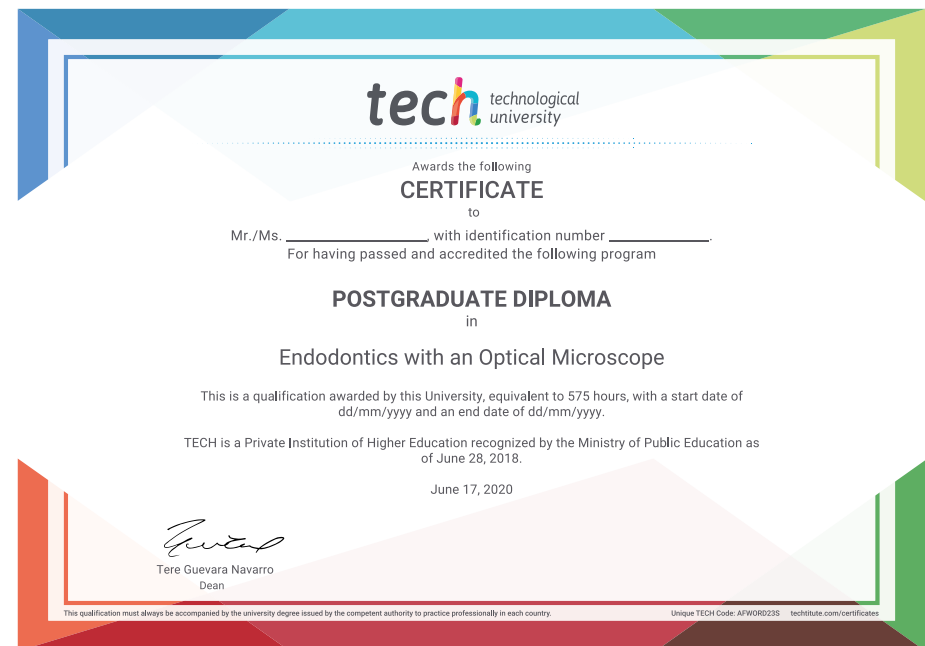 tech technological
university
Awards the following
CERTIFICATE
to
Mr./Ms. ____________________, with identification number ______________.
For having passed and accredited the following program
POSTGRADUATE DIPLOMA
in
Endodontics with an Optical Microscope
This is a qualification awarded by this University, equivalent to 575 hours, with a start date of
dd/mm/yyyy and an end date of dd/mm/yyyy.
TECH is a Private Institution of Higher Education recognized by the Ministry of Public Education as
of June 28, 2018.
June 17, 2020
Tere Guevara Navarro
Dean
This qualification must always be accompanied by the university degree issued by the competent authority to practice professionally in each country. Unique TECH Code: AFWORD23S techtitute.com/certificates